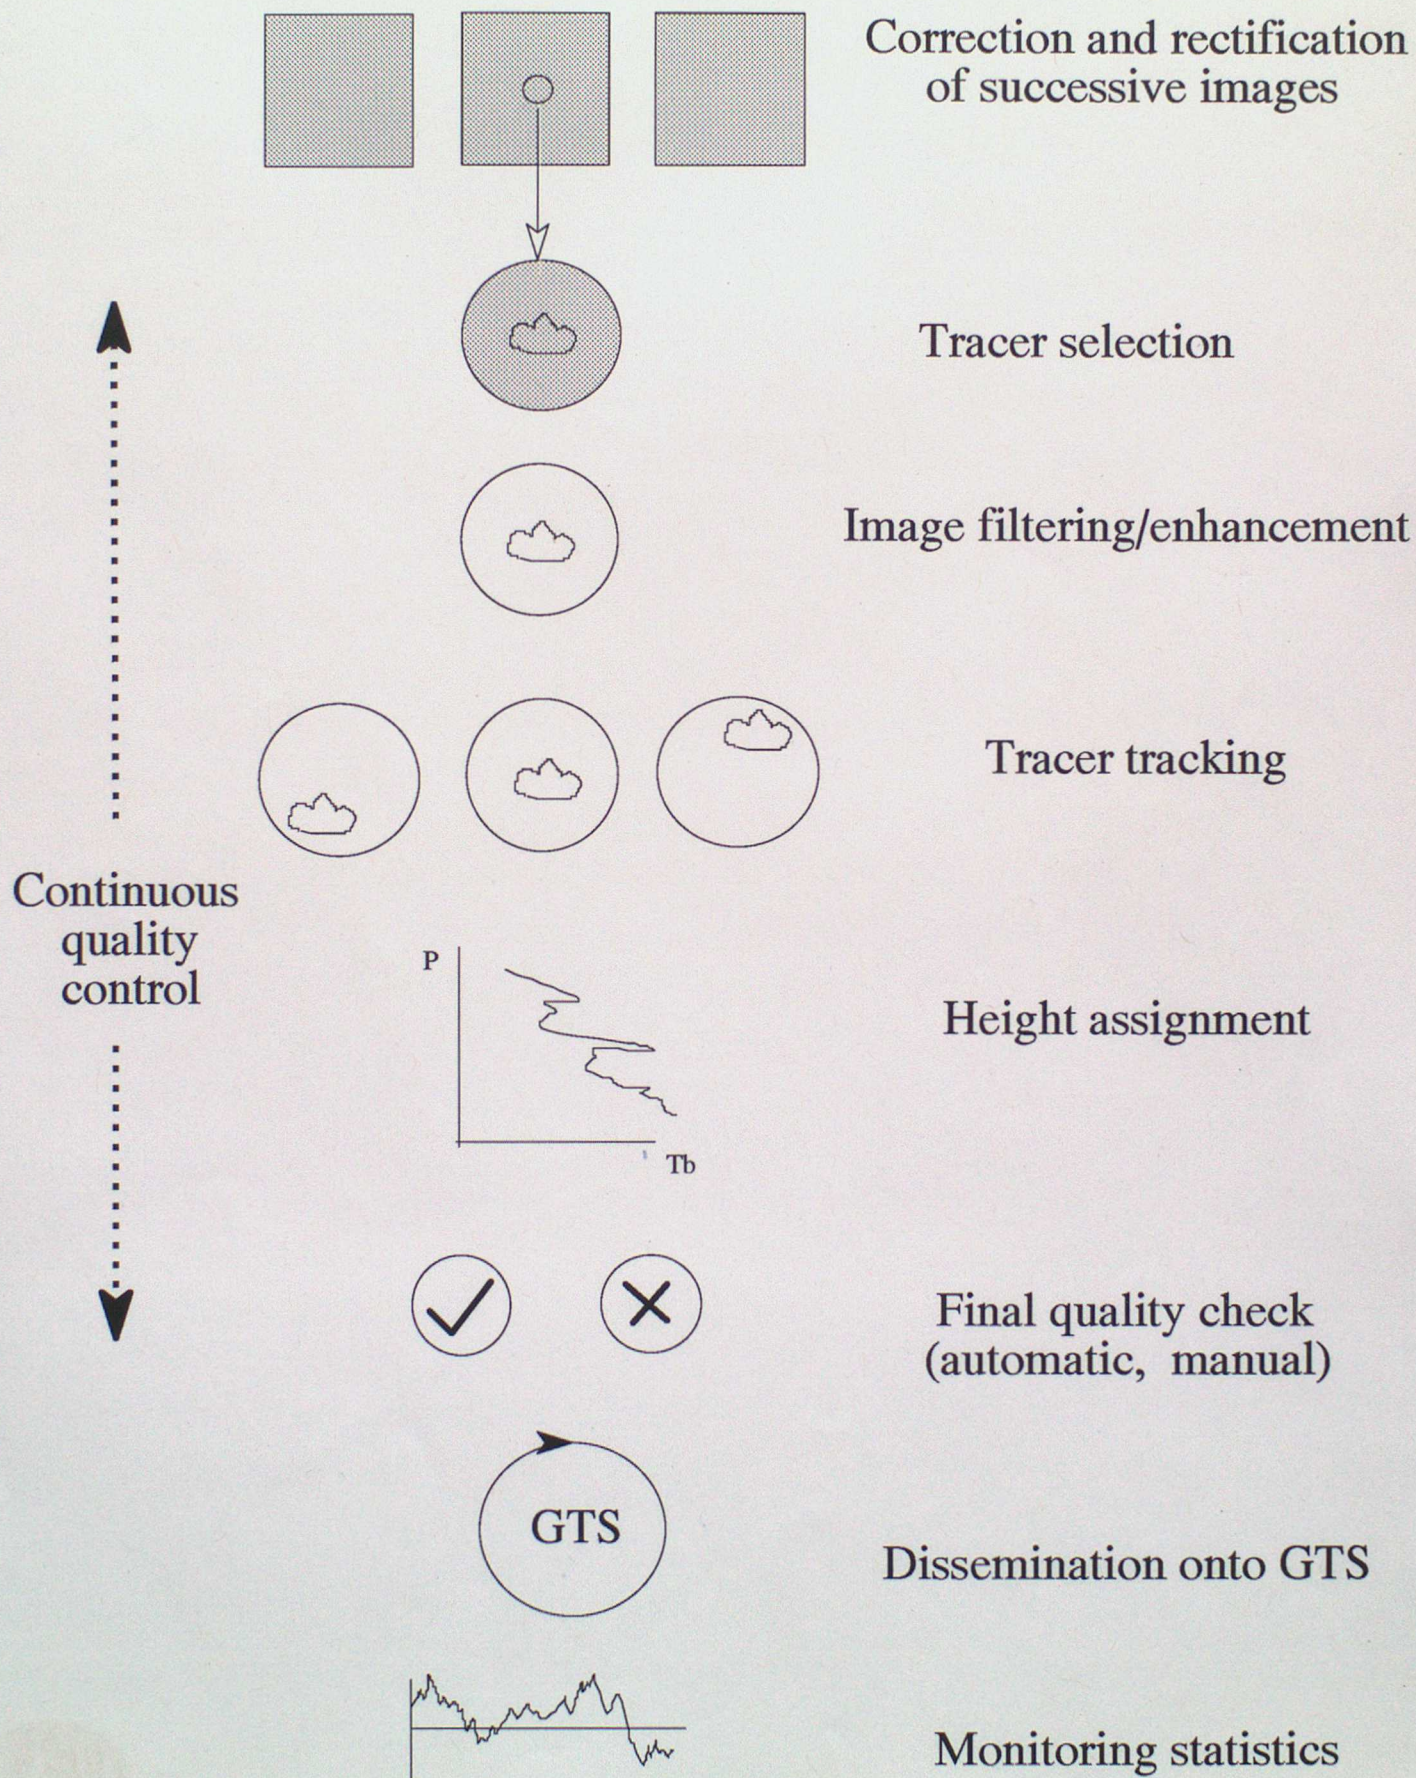 Correction and rectification
of successive images
Tracer selection
Image filtering/enhancement
Tracer tracking
Continuous
quality
control
P
Tb
Height assignment
Final quality check
(automatic, manual)
GTS
Dissemination onto GTS
Monitoring statistics